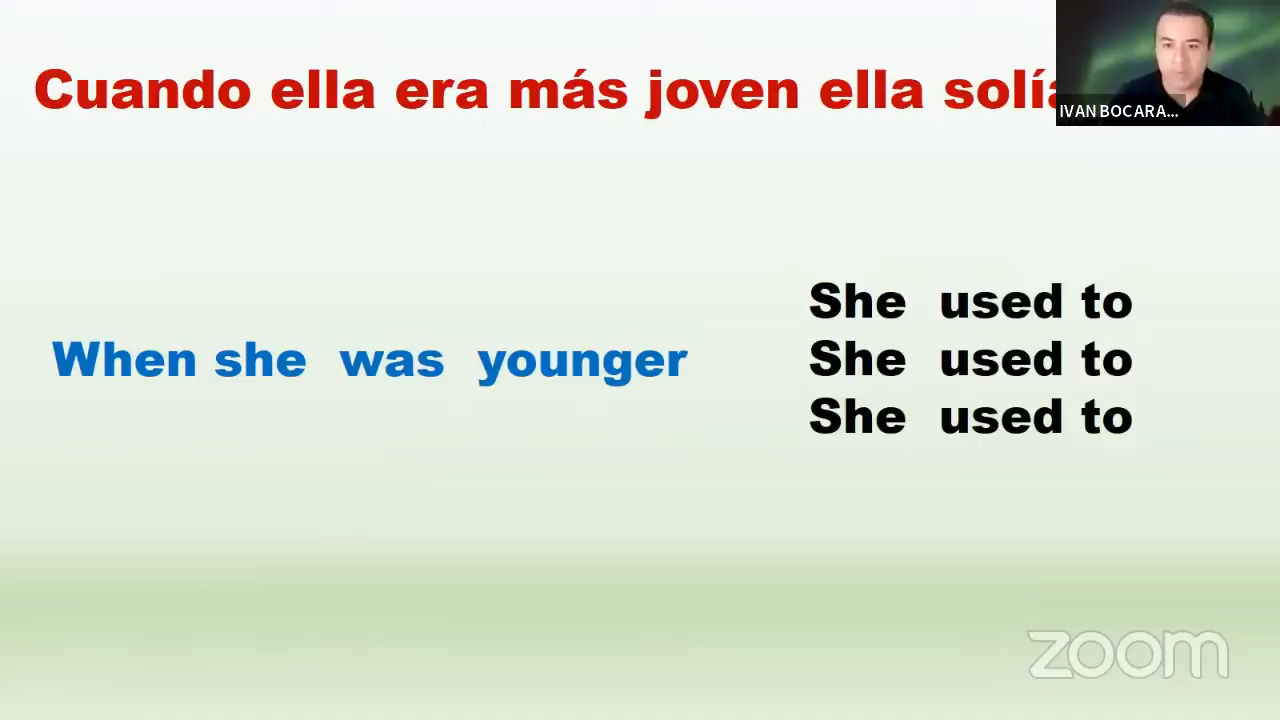 Cuando ella era más joven ella solía
IVAN BOCARA...
She used to
When she was younger
She used to
She used to
zoom